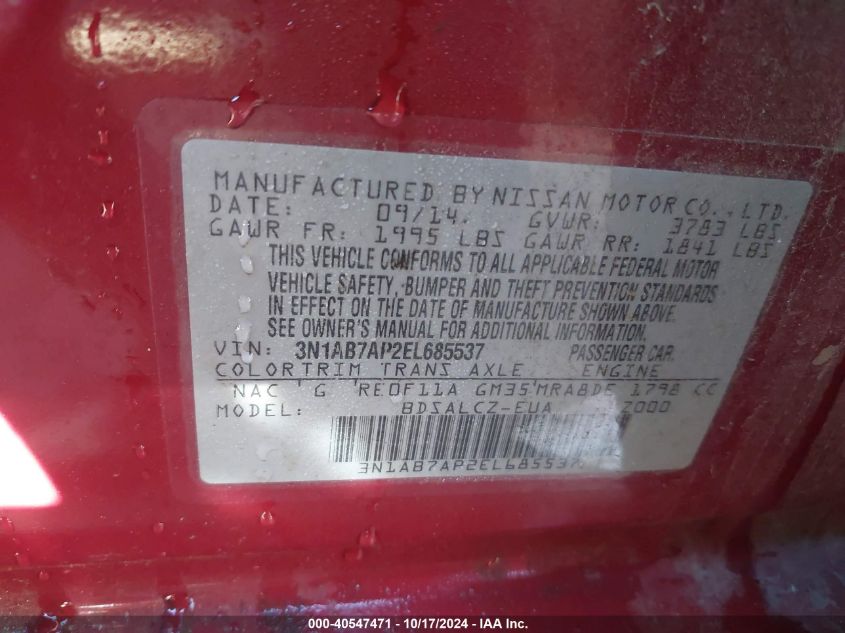 MANUFACTURED BY NISSAN MOTOR CO., LTD.
DATE: 09/14. GVWR: 3783 LBS
GAWR FR: 1995 LBS GAWR RR: 1841 LBS
THIS VEHICLE CONFORMS TO ALL APPLICABLE FEDERAL MOTOR
VEHICLE SAFETY, BUMPER AND THEFT PREVENTION STANDARDS
IN EFFECT ON THE DATE OF MANUFACTURE SHOWN ABOVE.
SEE OWNER'S MANUAL FOR ADDITIONAL INFORMATION.
VIN: 3N1AB7AP2EL685537 PASSENGER CAR
COLOR TRIM TRANS AXLE ENGINE
NAC G RE0F11A GM35 MRA8DE 1798 CC
MODEL: BDSALCZ-EUA Z000
3N1AB7AP2EL685537
000-40547471 - 10/17/2024 - IAA Inc.